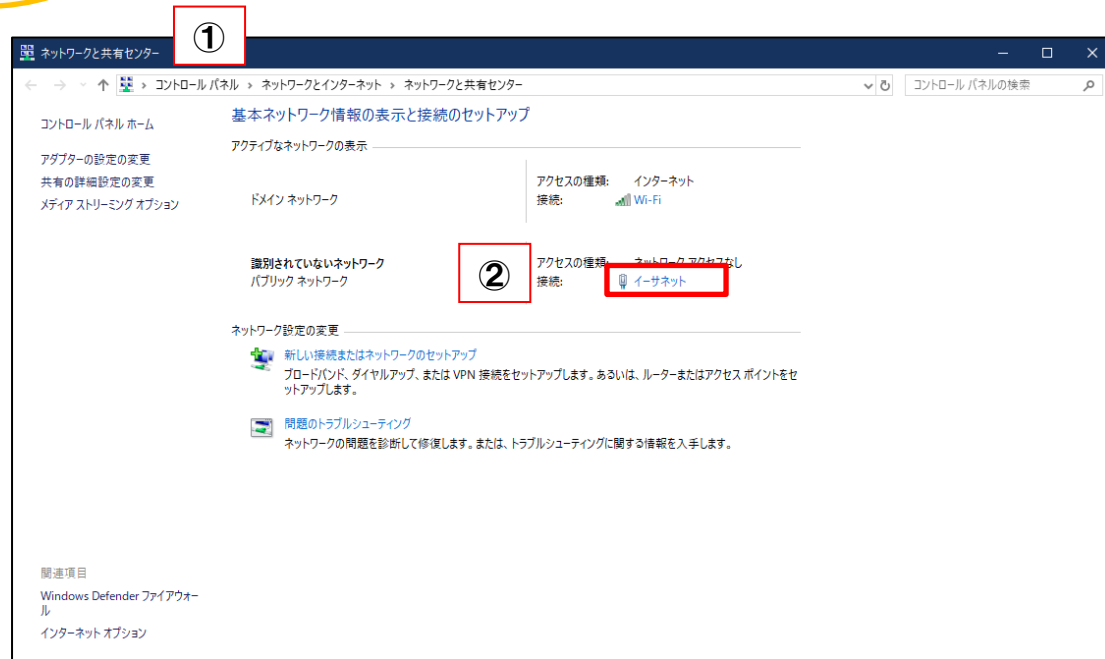 ①
ネットワークと共有センター
コントロール パネル › ネットワークとインターネット › ネットワークと共有センター
コントロール パネルの検索
コントロール パネル ホーム
アダプターの設定の変更
共有の詳細設定の変更
メディア ストリーミング オプション
基本ネットワーク情報の表示と接続のセットアップ
アクティブなネットワークの表示
ドメイン ネットワーク
アクセスの種類: インターネット
接続: Wi-Fi
識別されていないネットワーク
パブリック ネットワーク
②
アクセスの種類: ネットワーク アクセスなし
接続: イーサネット
ネットワーク設定の変更
新しい接続またはネットワークのセットアップ
ブロードバンド、ダイヤルアップ、または VPN 接続をセットアップします。あるいは、ルーターまたはアクセス ポイントをセ
ットアップします。
問題のトラブルシューティング
ネットワークの問題を診断して修復します。または、トラブルシューティングに関する情報を入手します。
関連項目
Windows Defender ファイアウォー
ル
インターネット オプション